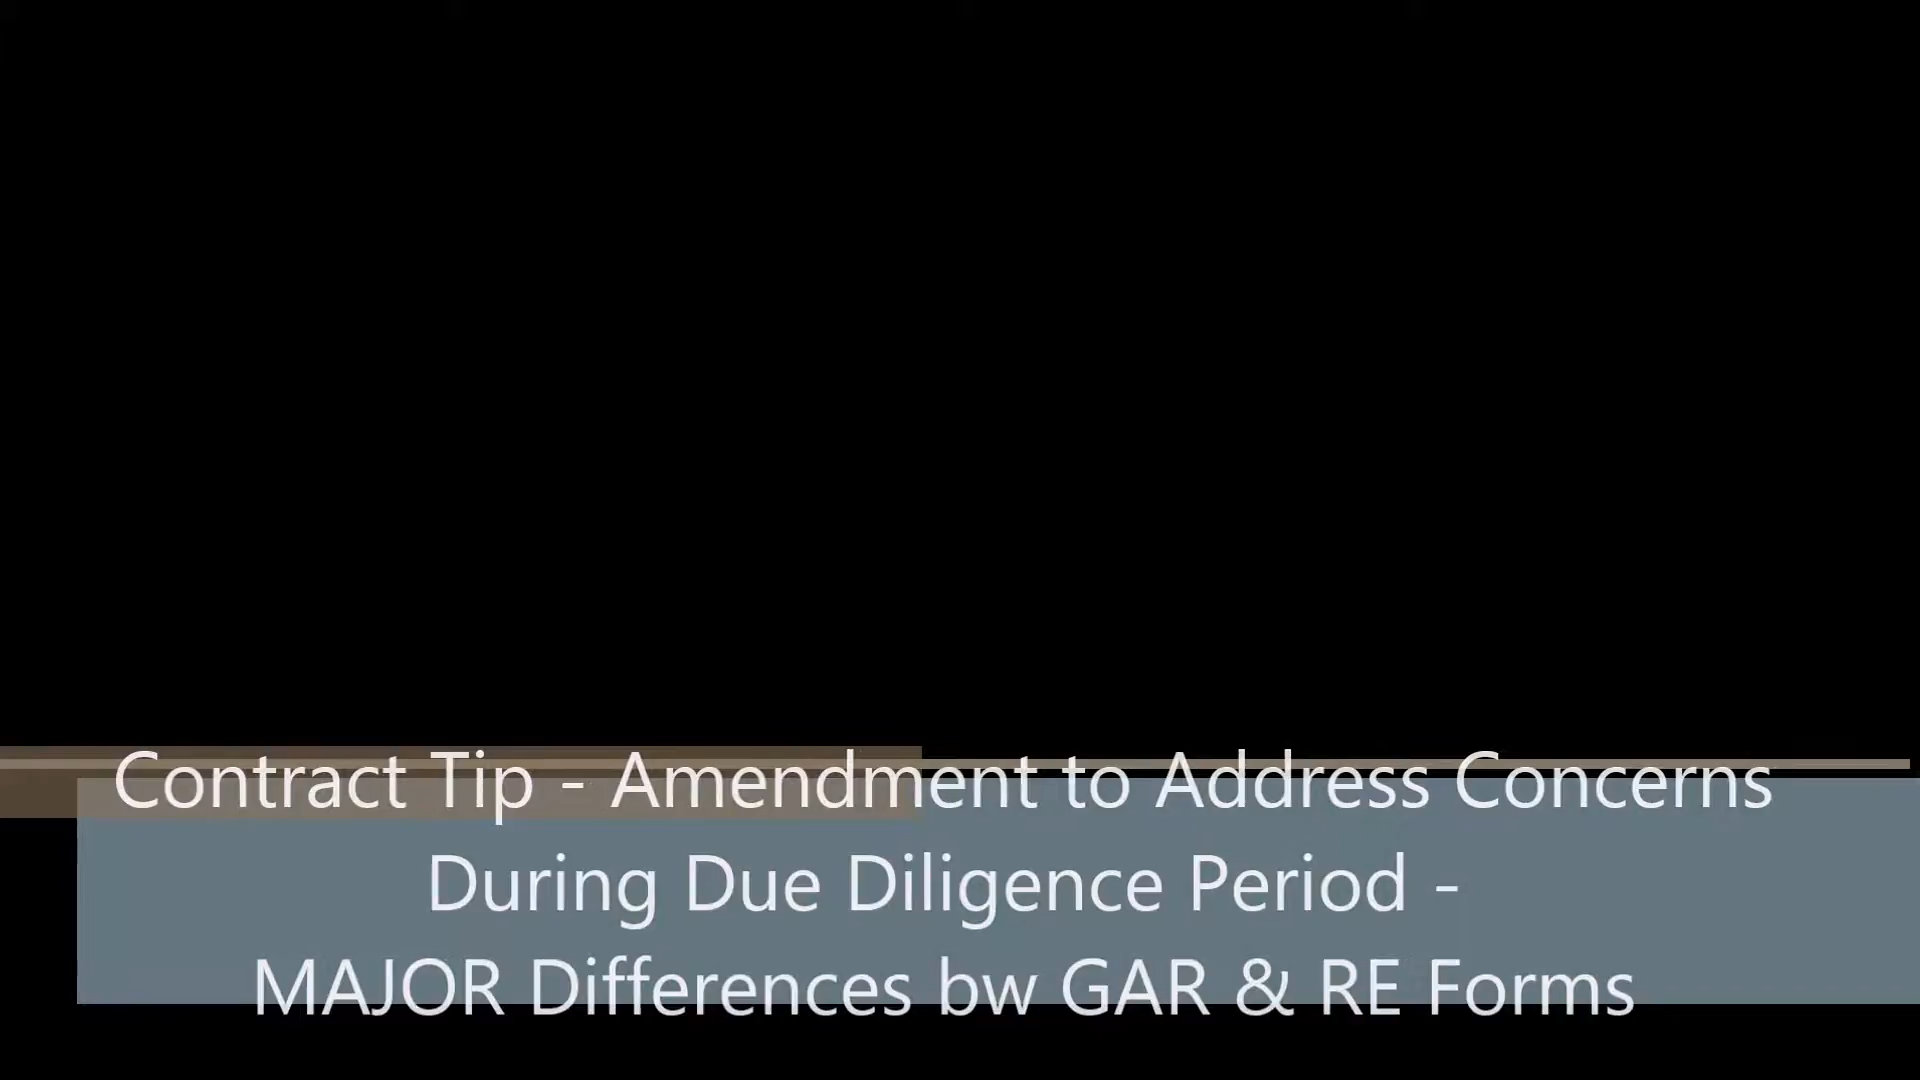 Contract Tip - Amendment to Address Concerns
During Due Diligence Period -
MAJOR Differences bw GAR & RE Forms